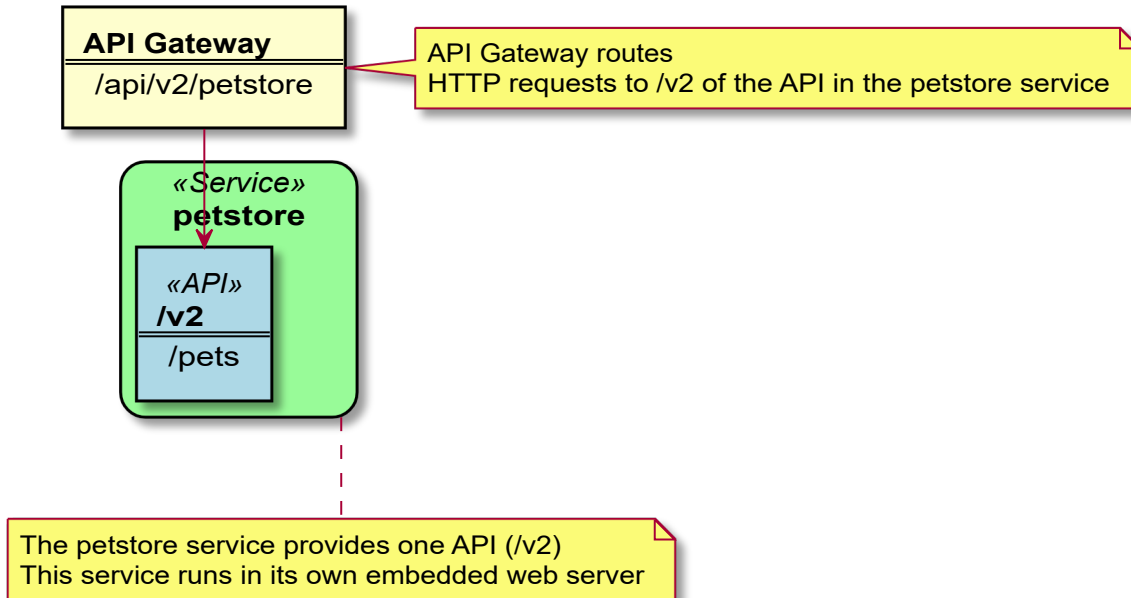 API Gateway
/api/v2/petstore
API Gateway routes
HTTP requests to /v2 of the API in the petstore service
«Service»
petstore
«API»
/v2
/pets
The petstore service provides one API (/v2)
This service runs in its own embedded web server